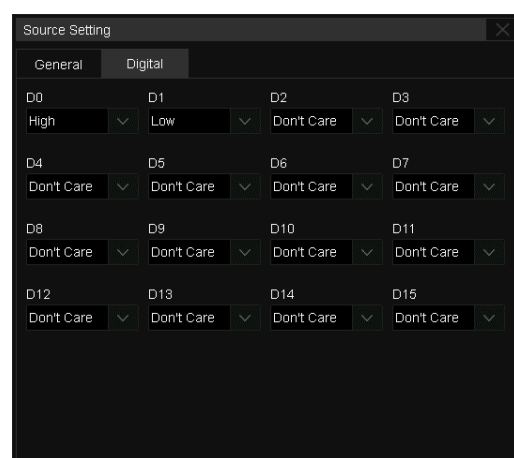 Source Setting
General Digital
D0 D1 D2 D3
High Low Don't Care Don't Care
D4 D5 D6 D7
Don't Care Don't Care Don't Care Don't Care
D8 D9 D10 D11
Don't Care Don't Care Don't Care Don't Care
D12 D13 D14 D15
Don't Care Don't Care Don't Care Don't Care